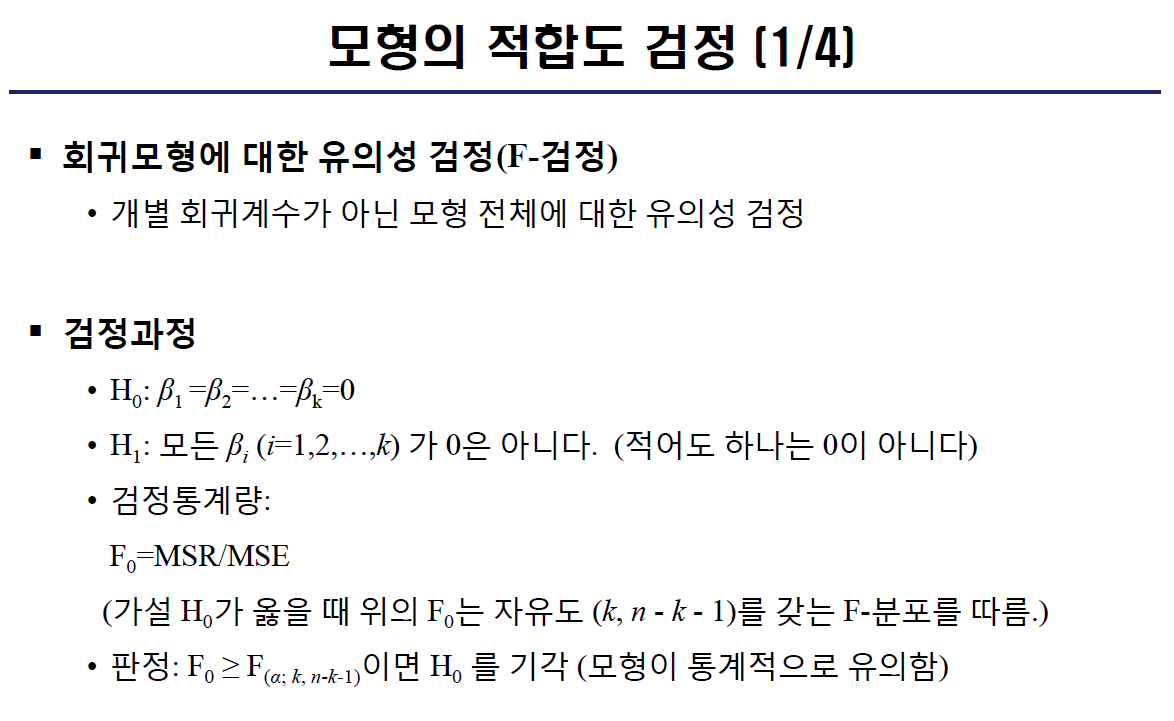 모형의 적합도 검정 (1/4)
▪ 회귀모형에 대한 유의성 검정(F-검정)
• 개별 회귀계수가 아닌 모형 전체에 대한 유의성 검정
▪ 검정과정
• H₀: β₁ =β₂=…=βₖ=0
• H₁: 모든 βᵢ (i=1,2,…,k) 가 0은 아니다. (적어도 하나는 0이 아니다)
• 검정통계량:
F₀=MSR/MSE
(가설 H₀가 옳을 때 위의 F₀는 자유도 (k, n - k - 1)를 갖는 F-분포를 따름.)
• 판정: F₀ ≥ F(α; k, n-k-1)이면 H₀ 를 기각 (모형이 통계적으로 유의함)